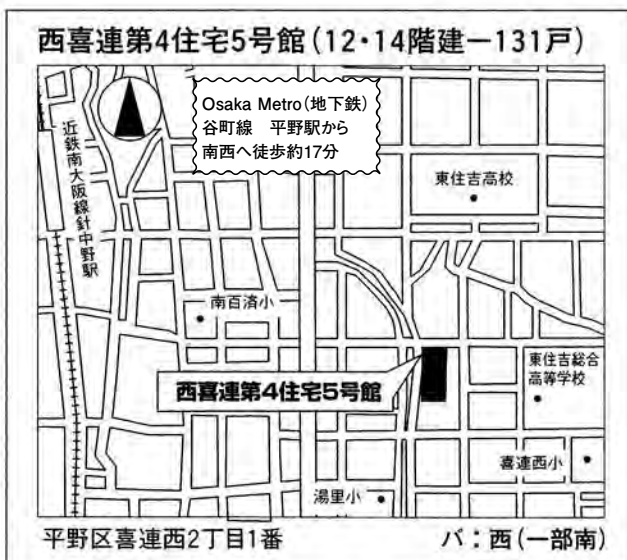 西喜連第4住宅5号館(12・14階建ー131戸)
Osaka Metro(地下鉄)
谷町線　平野駅から
南西へ徒歩約17分
近鉄南大阪線針中野駅
東住吉高校
南百済小
西喜連第4住宅5号館
東住吉総合
高等学校
喜連西小
湯里小
平野区喜連西2丁目1番
バ：西(一部南)